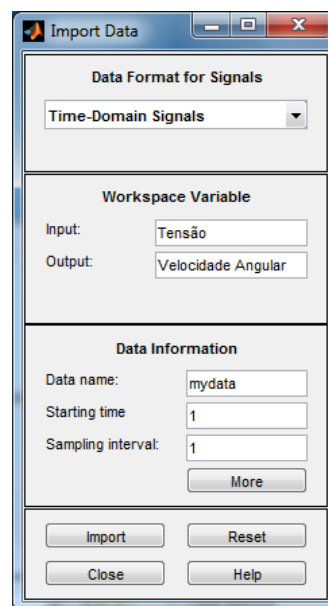 Import Data
Data Format for Signals
Time-Domain Signals
Workspace Variable
Input: Tensão
Output: Velocidade Angular
Data Information
Data name: mydata
Starting time 1
Sampling interval: 1
More
Import Reset
Close Help